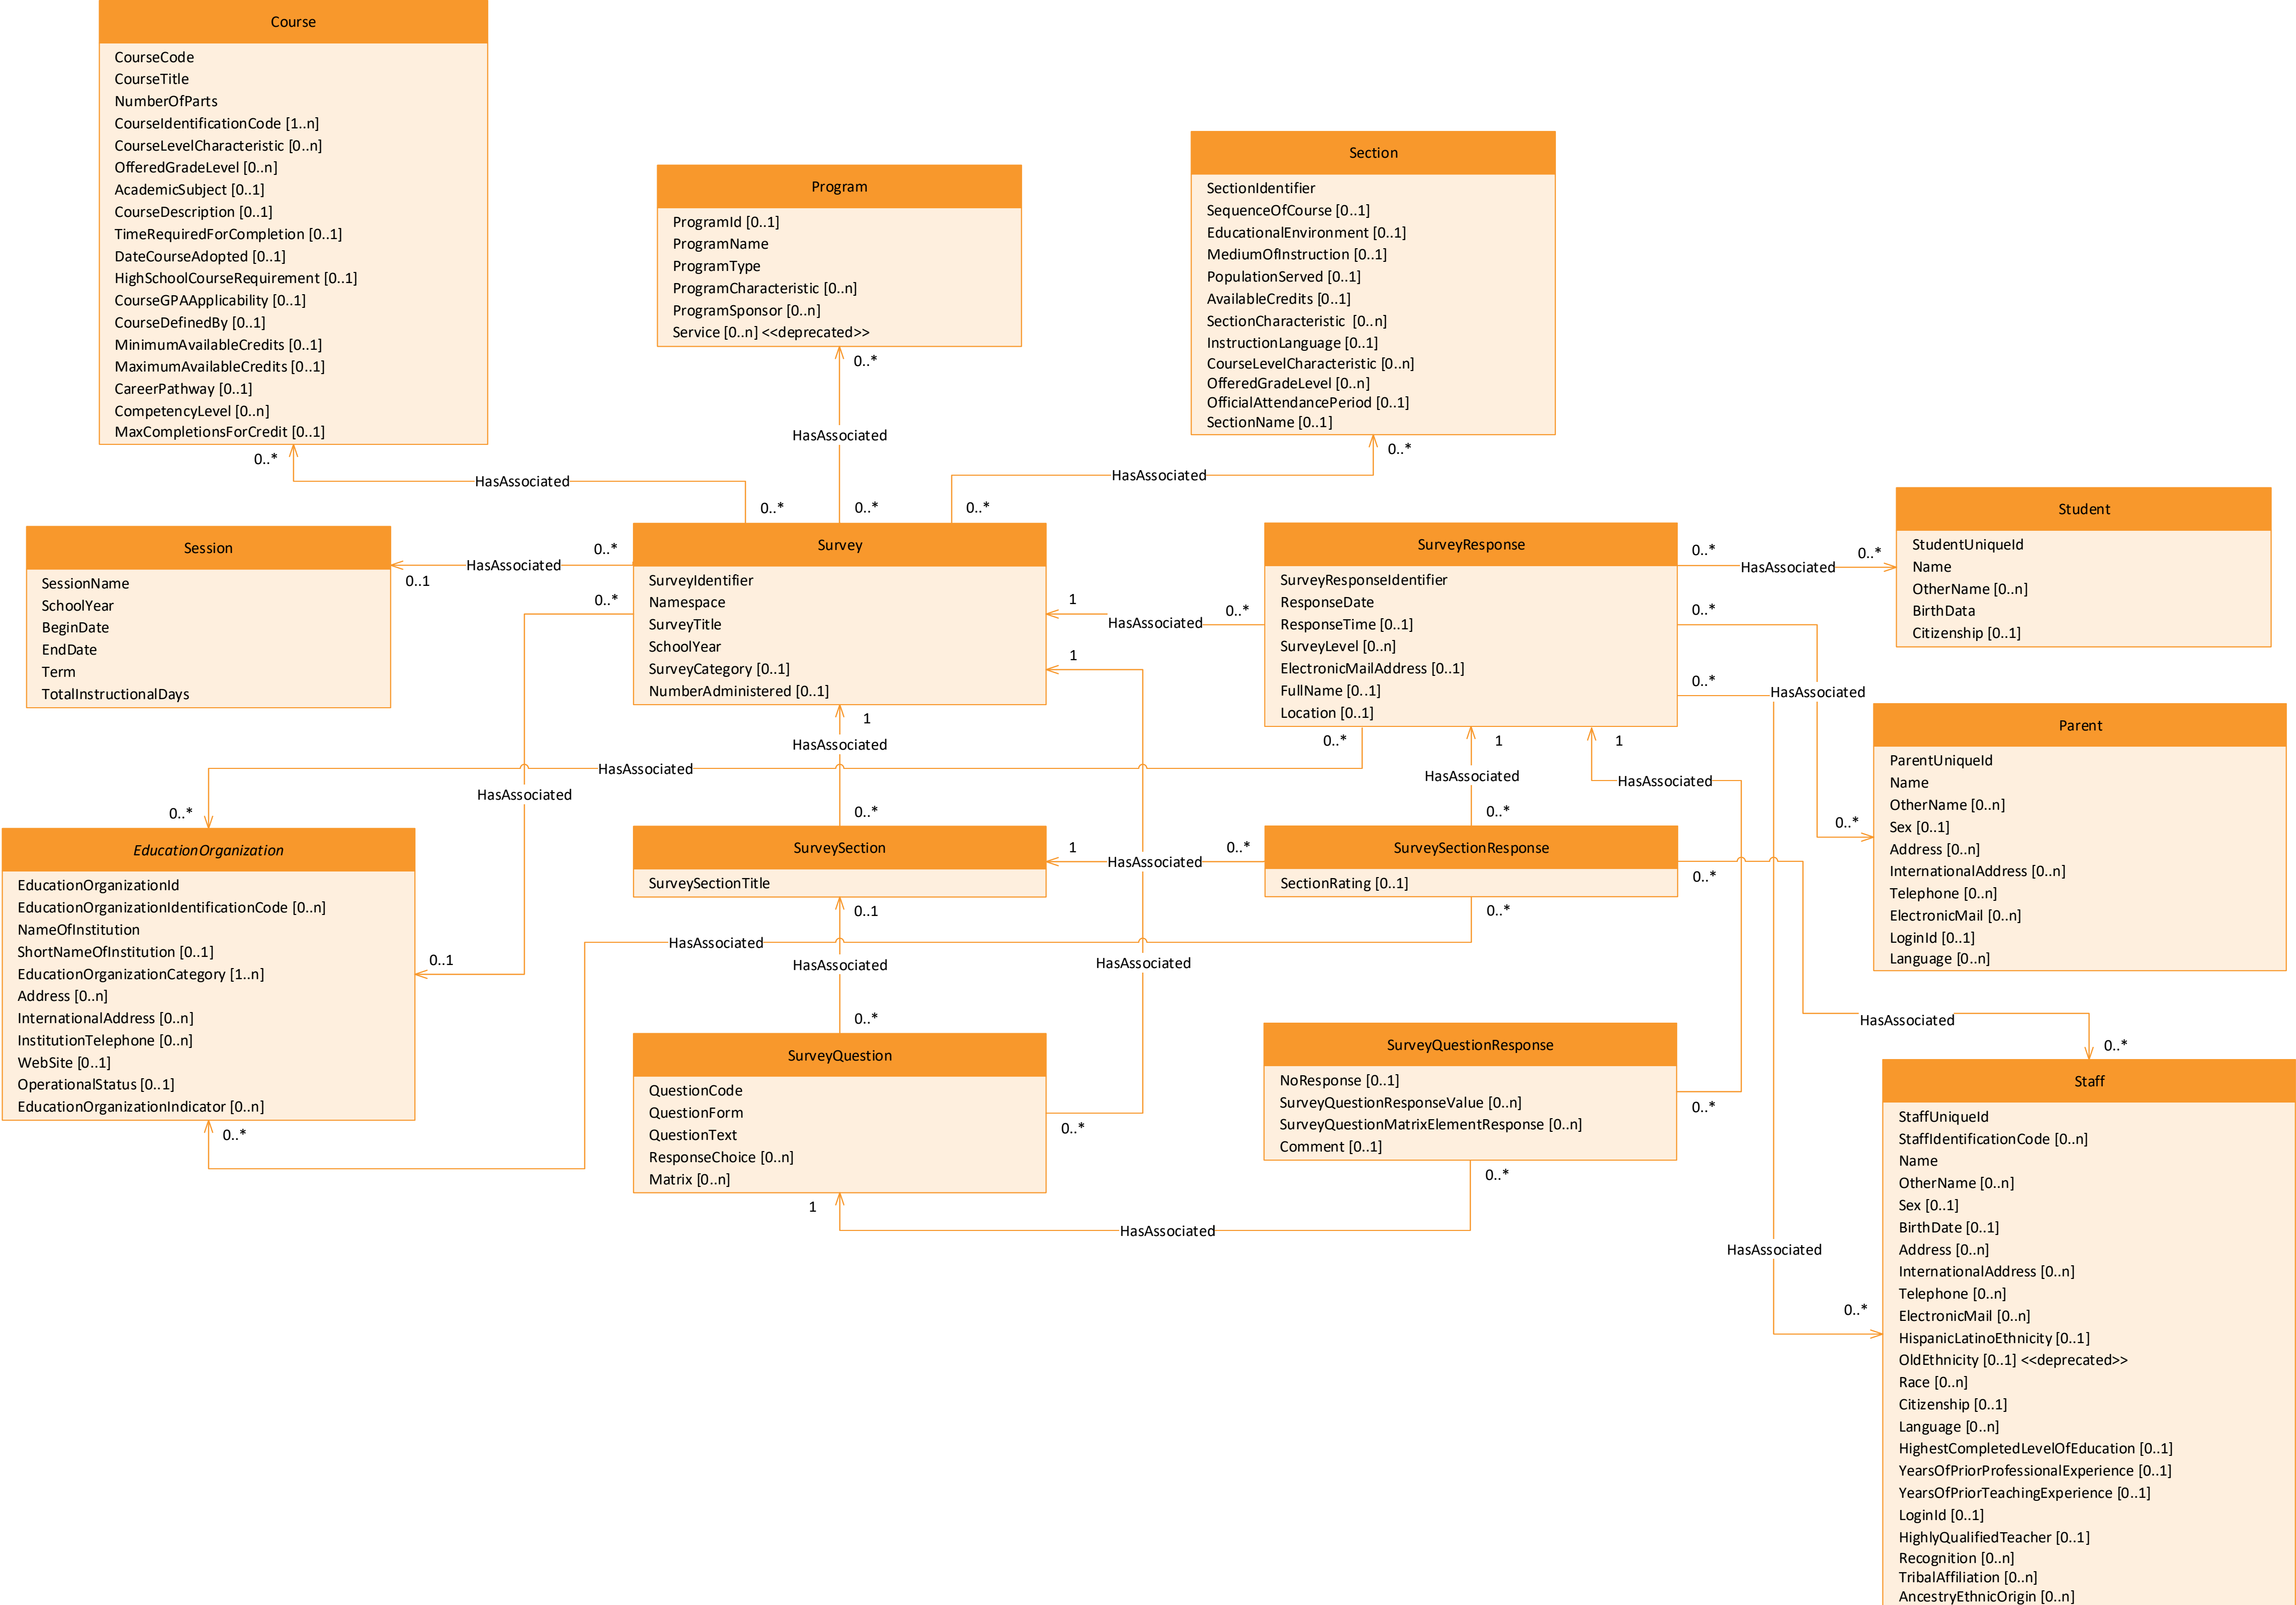 Course
CourseCode
CourseTitle
NumberOfParts
CourseIdentificationCode [1..n]
CourseLevelCharacteristic [0..n]
OfferedGradeLevel [0..n]
AcademicSubject [0..1]
CourseDescription [0..1]
TimeRequiredForCompletion [0..1]
DateCourseAdopted [0..1]
HighSchoolCourseRequirement [0..1]
CourseGPAApplicability [0..1]
CourseDefinedBy [0..1]
MinimumAvailableCredits [0..1]
MaximumAvailableCredits [0..1]
CareerPathway [0..1]
CompetencyLevel [0..n]
MaxCompletionsForCredit [0..1]
Program
ProgramId [0..1]
ProgramName
ProgramType
ProgramCharacteristic [0..n]
ProgramSponsor [0..n]
Service [0..n] <<deprecated>>
Section
SectionIdentifier
SequenceOfCourse [0..1]
EducationalEnvironment [0..1]
MediumOfInstruction [0..1]
PopulationServed [0..1]
AvailableCredits [0..1]
SectionCharacteristic  [0..n]
InstructionLanguage [0..1]
CourseLevelCharacteristic [0..n]
OfferedGradeLevel [0..n]
OfficialAttendancePeriod [0..1]
SectionName [0..1]
0..*
HasAssociated
0..*
0..*
HasAssociated
0..*
0..*
HasAssociated
0..*
Session
SessionName
SchoolYear
BeginDate
EndDate
Term
TotalInstructionalDays
0..*
HasAssociated
0..1
0..*
Survey
SurveyIdentifier
Namespace
SurveyTitle
SchoolYear
SurveyCategory [0..1]
NumberAdministered [0..1]
1
HasAssociated
0..*
1
SurveyResponse
SurveyResponseIdentifier
ResponseDate
ResponseTime [0..1]
SurveyLevel [0..n]
ElectronicMailAddress [0..1]
FullName [0..1]
Location [0..1]
0..*
HasAssociated
0..*
0..*
0..*
HasAssociated
Student
StudentUniqueId
Name
OtherName [0..n]
BirthData
Citizenship [0..1]
Parent
ParentUniqueId
Name
OtherName [0..n]
Sex [0..1]
Address [0..n]
InternationalAddress [0..n]
Telephone [0..n]
ElectronicMail [0..n]
LoginId [0..1]
Language [0..n]
0..*
1
HasAssociated
0..*
0..*
HasAssociated
0..*
HasAssociated
1
HasAssociated
0..*
1
HasAssociated
EducationOrganization
EducationOrganizationId
EducationOrganizationIdentificationCode [0..n]
NameOfInstitution
ShortNameOfInstitution [0..1]
EducationOrganizationCategory [1..n]
Address [0..n]
InternationalAddress [0..n]
InstitutionTelephone [0..n]
WebSite [0..1]
OperationalStatus [0..1]
EducationOrganizationIndicator [0..n]
0..1
0..*
SurveySection
SurveySectionTitle
1
HasAssociated
0..*
SurveySectionResponse
SectionRating [0..1]
0..*
0..*
0..1
HasAssociated
HasAssociated
0..*
HasAssociated
HasAssociated
0..*
SurveyQuestion
QuestionCode
QuestionForm
QuestionText
ResponseChoice [0..n]
Matrix [0..n]
0..*
SurveyQuestionResponse
NoResponse [0..1]
SurveyQuestionResponseValue [0..n]
SurveyQuestionMatrixElementResponse [0..n]
Comment [0..1]
0..*
0..*
1
HasAssociated
HasAssociated
0..*
Staff
StaffUniqueId
StaffIdentificationCode [0..n]
Name
OtherName [0..n]
Sex [0..1]
BirthDate [0..1]
Address [0..n]
InternationalAddress [0..n]
Telephone [0..n]
ElectronicMail [0..n]
HispanicLatinoEthnicity [0..1]
OldEthnicity [0..1] <<deprecated>>
Race [0..n]
Citizenship [0..1]
Language [0..n]
HighestCompletedLevelOfEducation [0..1]
YearsOfPriorProfessionalExperience [0..1]
YearsOfPriorTeachingExperience [0..1]
LoginId [0..1]
HighlyQualifiedTeacher [0..1]
Recognition [0..n]
TribalAffiliation [0..n]
AncestryEthnicOrigin [0..n]